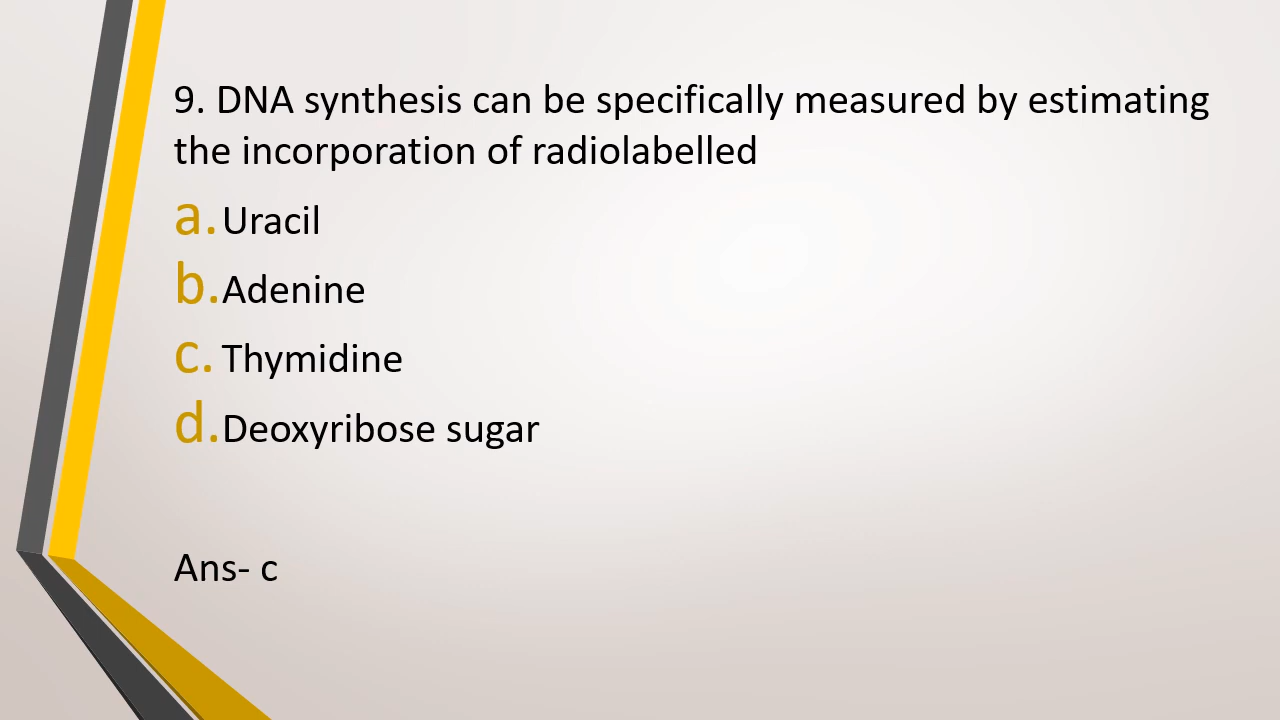 9. DNA synthesis can be specifically measured by estimating
the incorporation of radiolabelled
a. Uracil
b. Adenine
c. Thymidine
d. Deoxyribose sugar
Ans- c